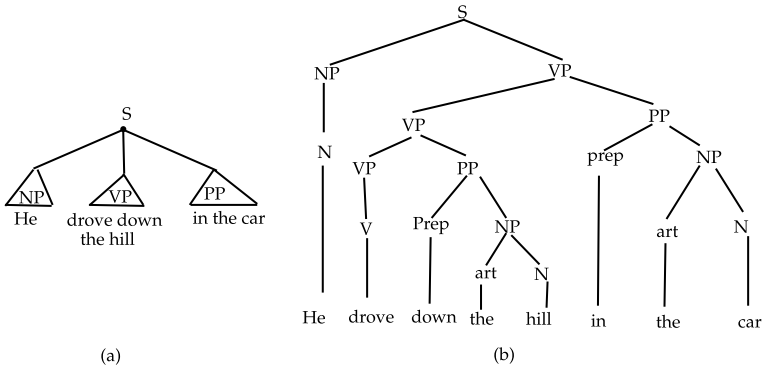 S
NP VP PP
He drove down in the car
the hill
(a)
S
NP VP
VP PP
N VP PP prep NP
V Prep NP art N
art N
He drove down the hill in the car
(b)